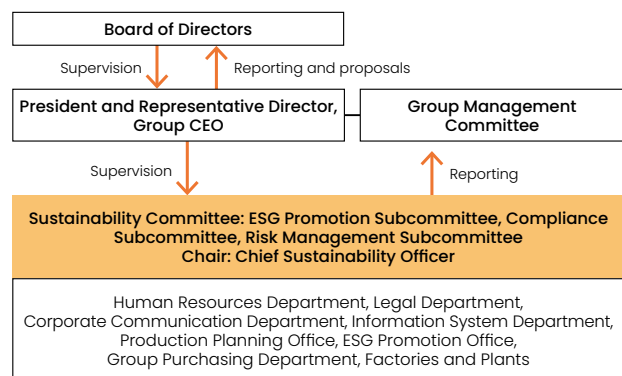 Board of Directors
Supervision
Reporting and proposals
President and Representative Director,
Group CEO
Group Management
Committee
Supervision
Reporting
Sustainability Committee: ESG Promotion Subcommittee, Compliance
Subcommittee, Risk Management Subcommittee
Chair: Chief Sustainability Officer
Human Resources Department, Legal Department,
Corporate Communication Department, Information System Department,
Production Planning Office, ESG Promotion Office,
Group Purchasing Department, Factories and Plants